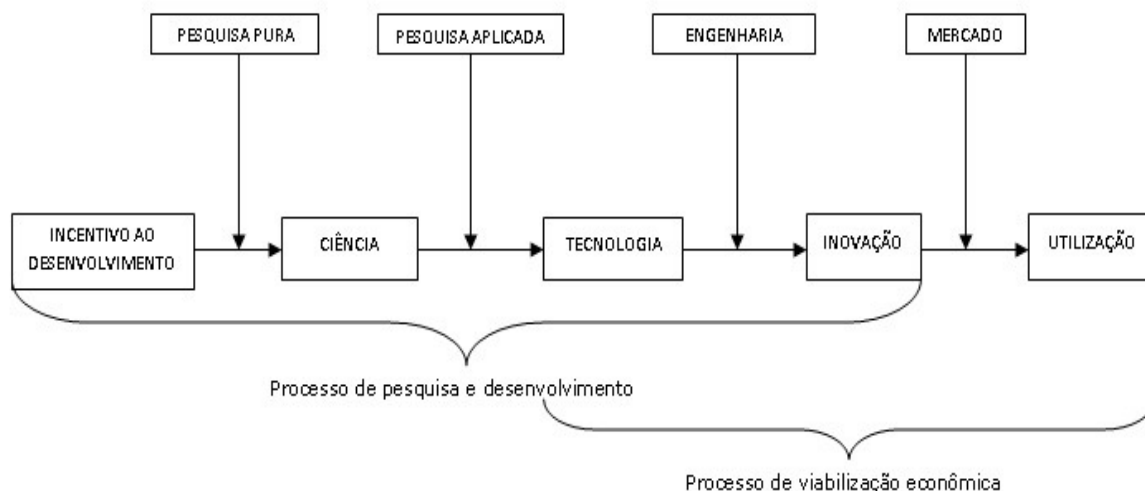 PESQUISA PURA
PESQUISA APLICADA
ENGENHARIA
MERCADO
INCENTIVO AO
DESENVOLVIMENTO
CIÊNCIA
TECNOLOGIA
INOVAÇÃO
UTILIZAÇÃO
Processo de pesquisa e desenvolvimento
Processo de viabilização econômica